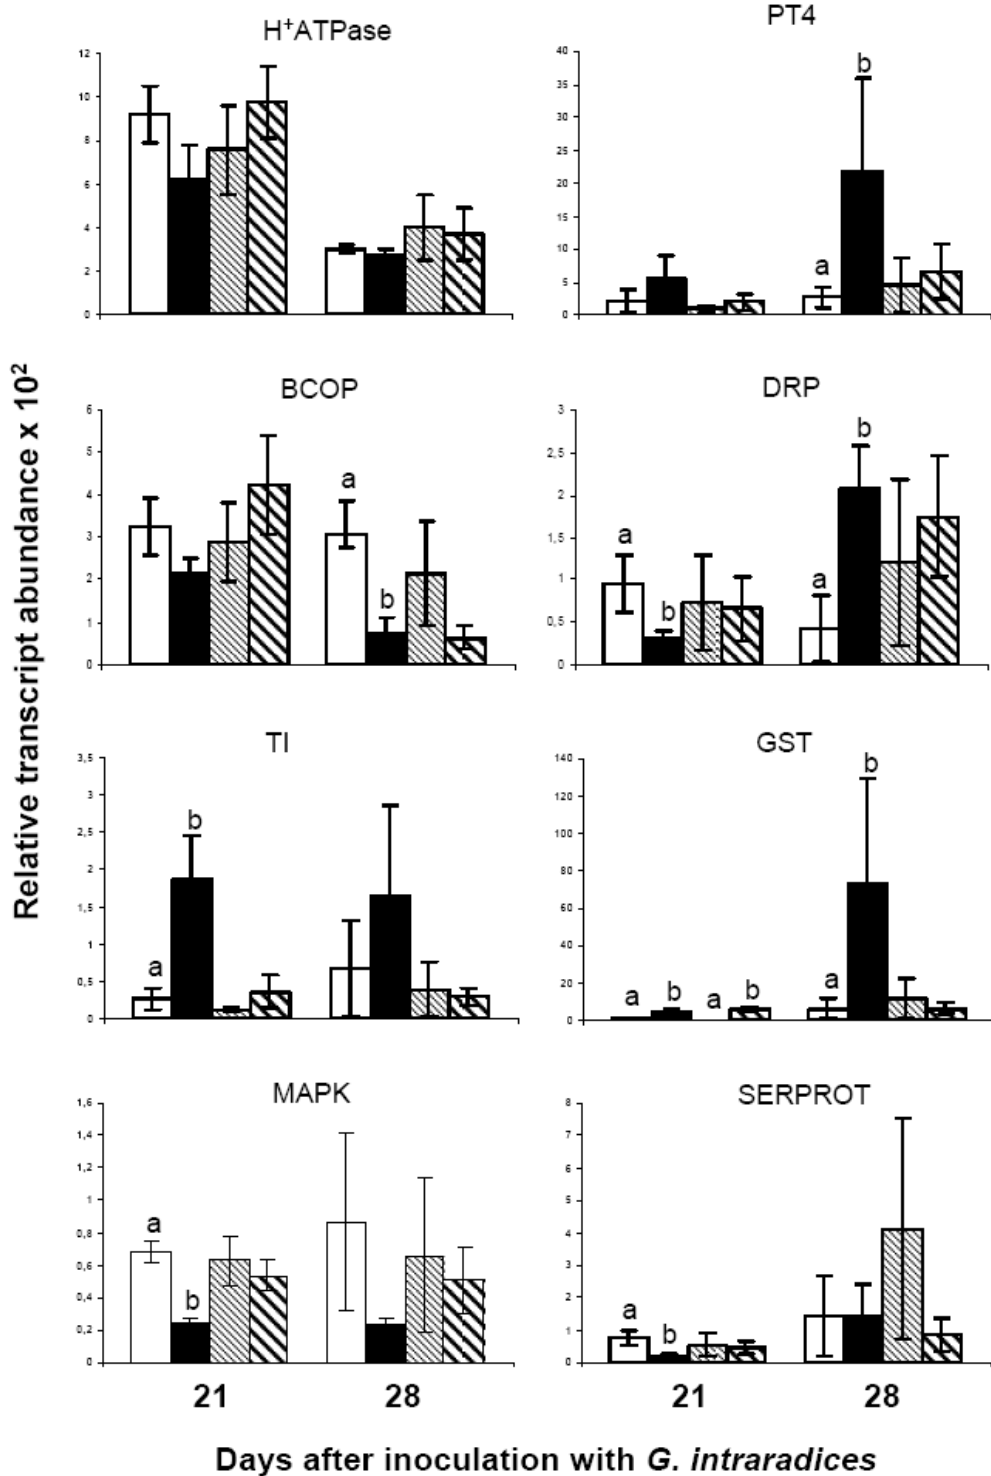 H⁺ATPase
12
10
8
6
4
2
0
PT4
40
35
30
25
20
15
10
5
0
a
b
Relative transcript abundance x 10²
BCOP
6
5
4
3
2
1
0
a
b
DRP
3
2,5
2
1,5
1
0,5
0
a
b
a
b
TI
3,5
3
2,5
2
1,5
1
0,5
0
a
b
GST
140
120
100
80
60
40
20
0
a
b
a
b
a
b
MAPK
1,6
1,4
1,2
1
0,8
0,6
0,4
0,2
0
a
b
21
28
SERPROT
8
7
6
5
4
3
2
1
0
a
b
21
28
Days after inoculation with G. intraradices